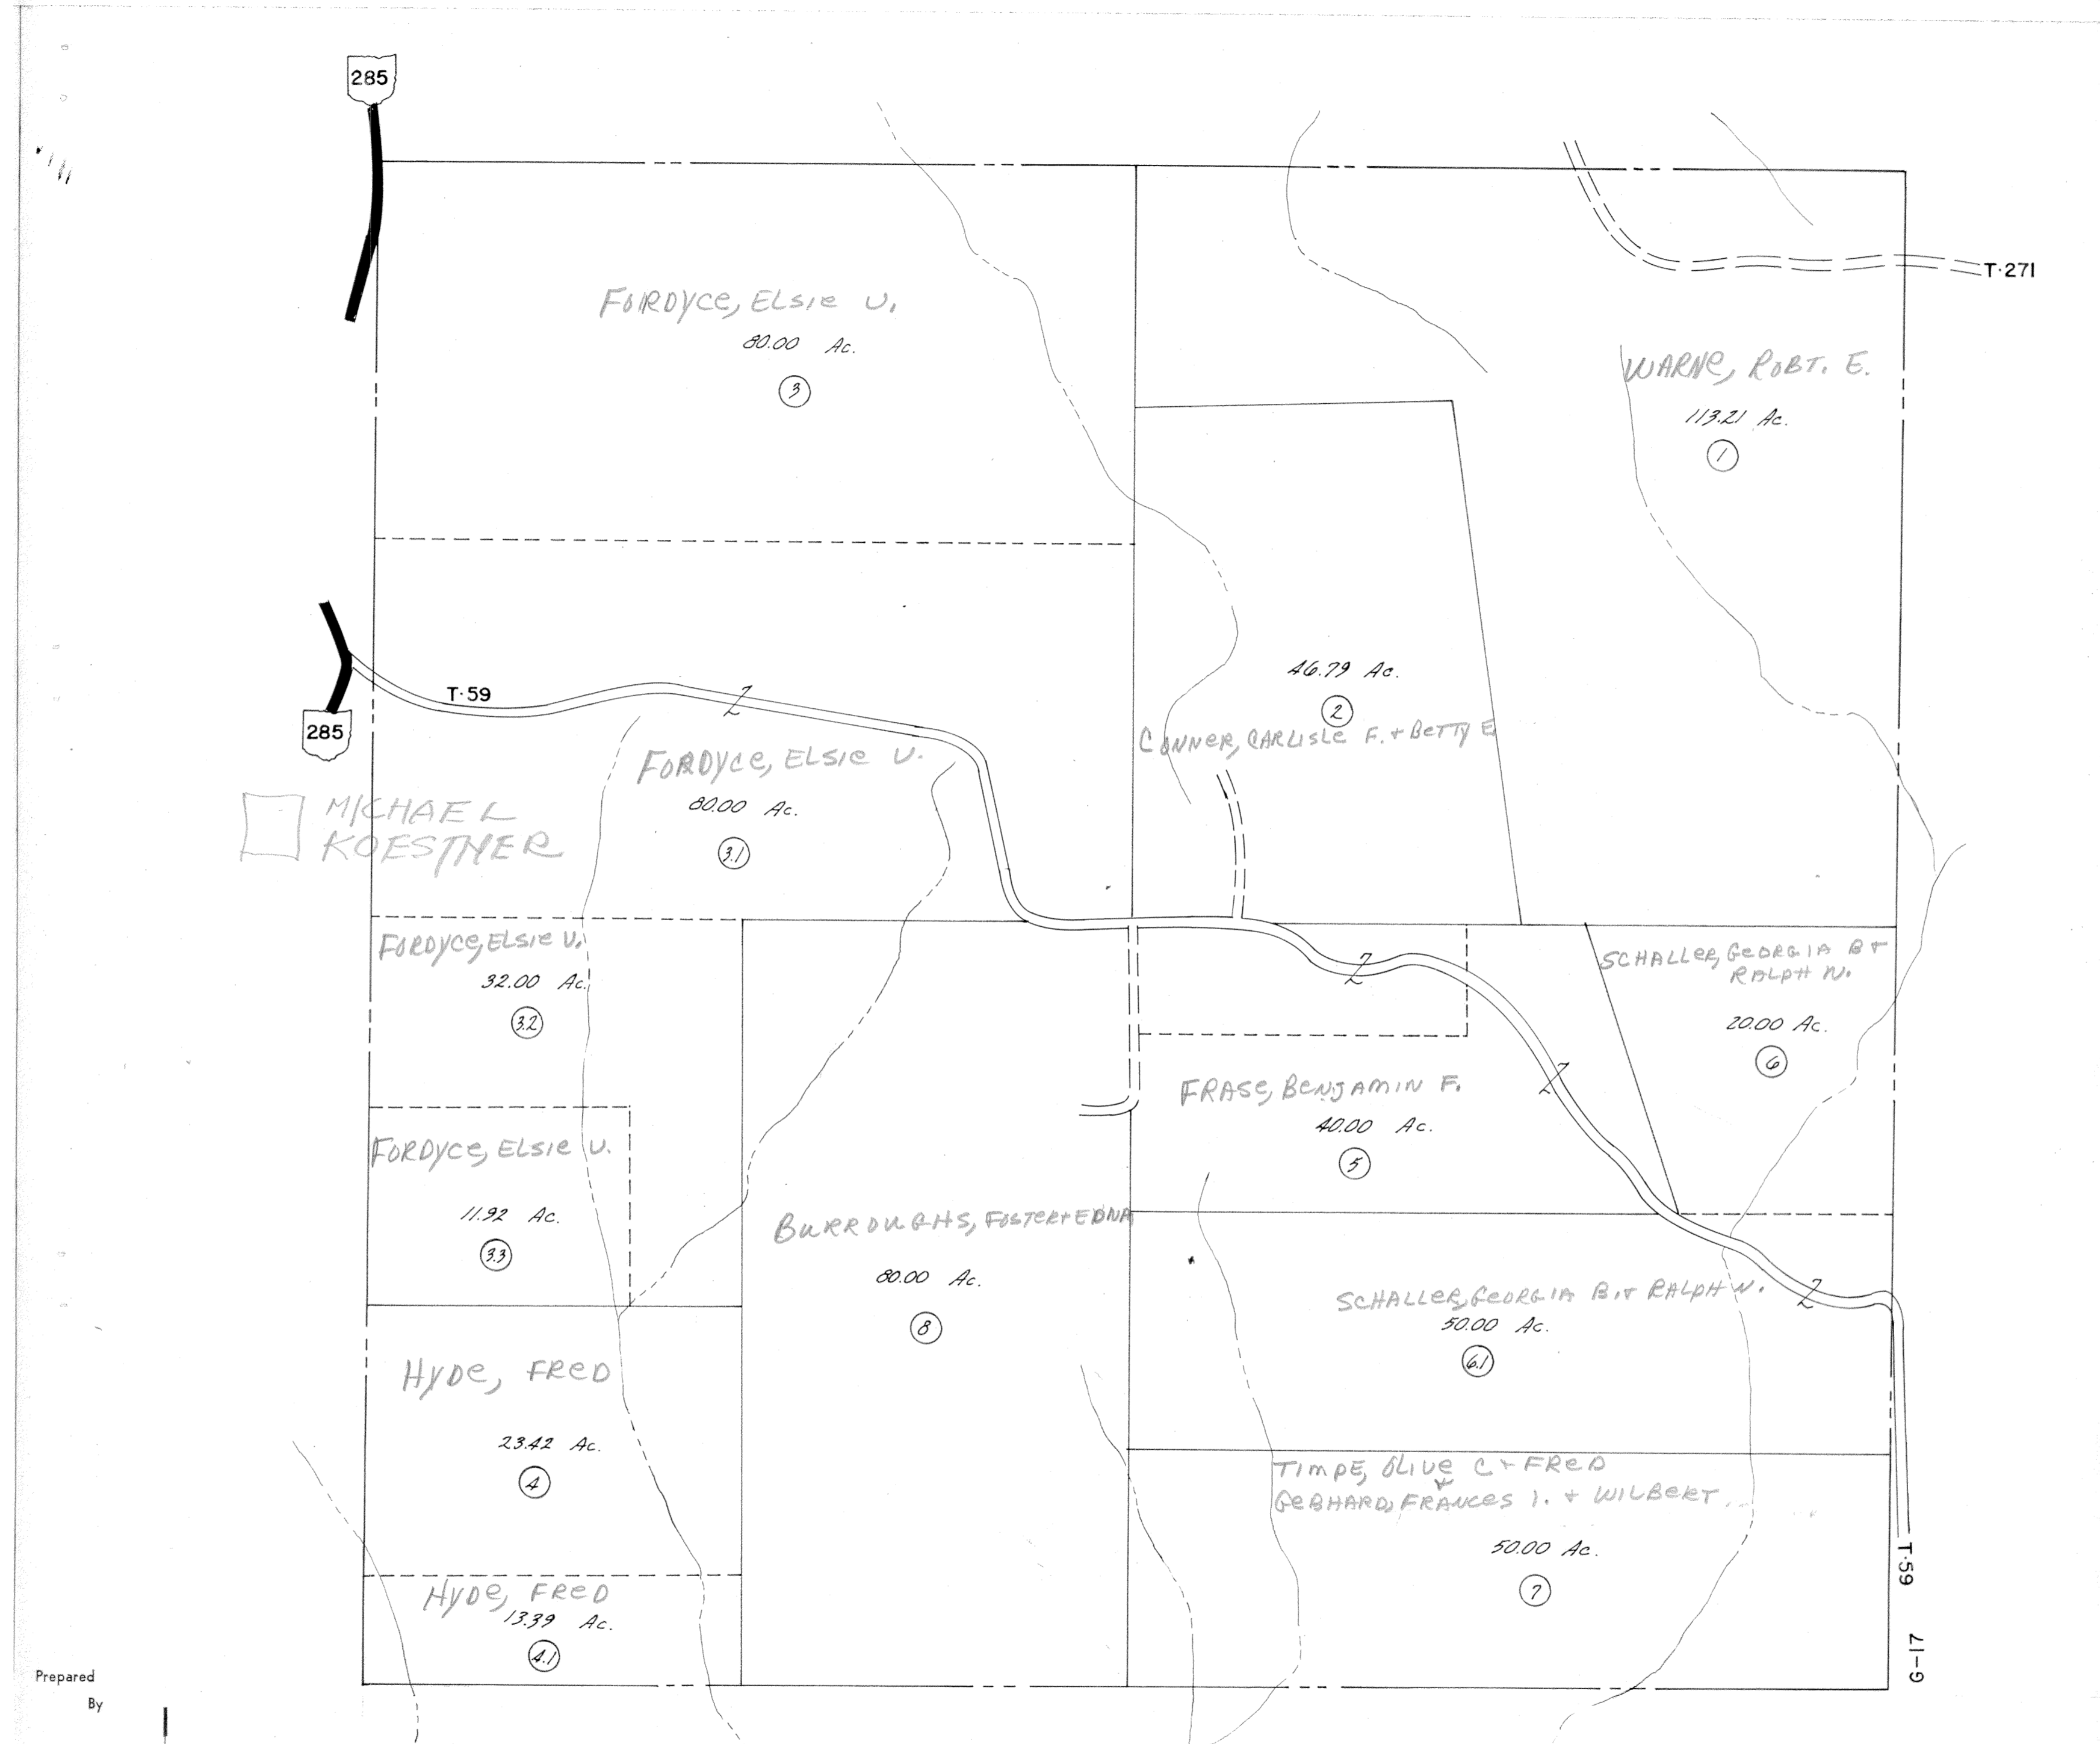 285
T·271
FORDYCE, ELSIE U.
80.00 Ac.
3
WARNE, ROBT. E.
113.21 Ac.
1
46.79 Ac.
2
CONNER, CARLISLE F. + BETTY E
T·59
2
285
FORDYCE, ELSIE U.
80.00 Ac.
3.1
MICHAEL
KOESTNER
FORDYCE, ELSIE U.
32.00 Ac.
3.2
2
SCHALLER, GEORGIA B +
RALPH N.
20.00 Ac.
6
2
FRASE, BENJAMIN F.
40.00 Ac.
5
FORDYCE, ELSIE U.
11.92 Ac.
3.3
BURROUGHS, FOSTER + EDNA
80.00 Ac.
8
SCHALLER, GEORGIA B. + RALPH N.
50.00 Ac.
6.1
2
HYDE, FRED
23.42 Ac.
4
TIMPE, OLIVE C + FRED
+
GEBHARD, FRANCES I. + WILBERT
50.00 Ac.
7
T·59
HYDE, FRED
13.39 Ac.
4.1
G-17
Prepared
By